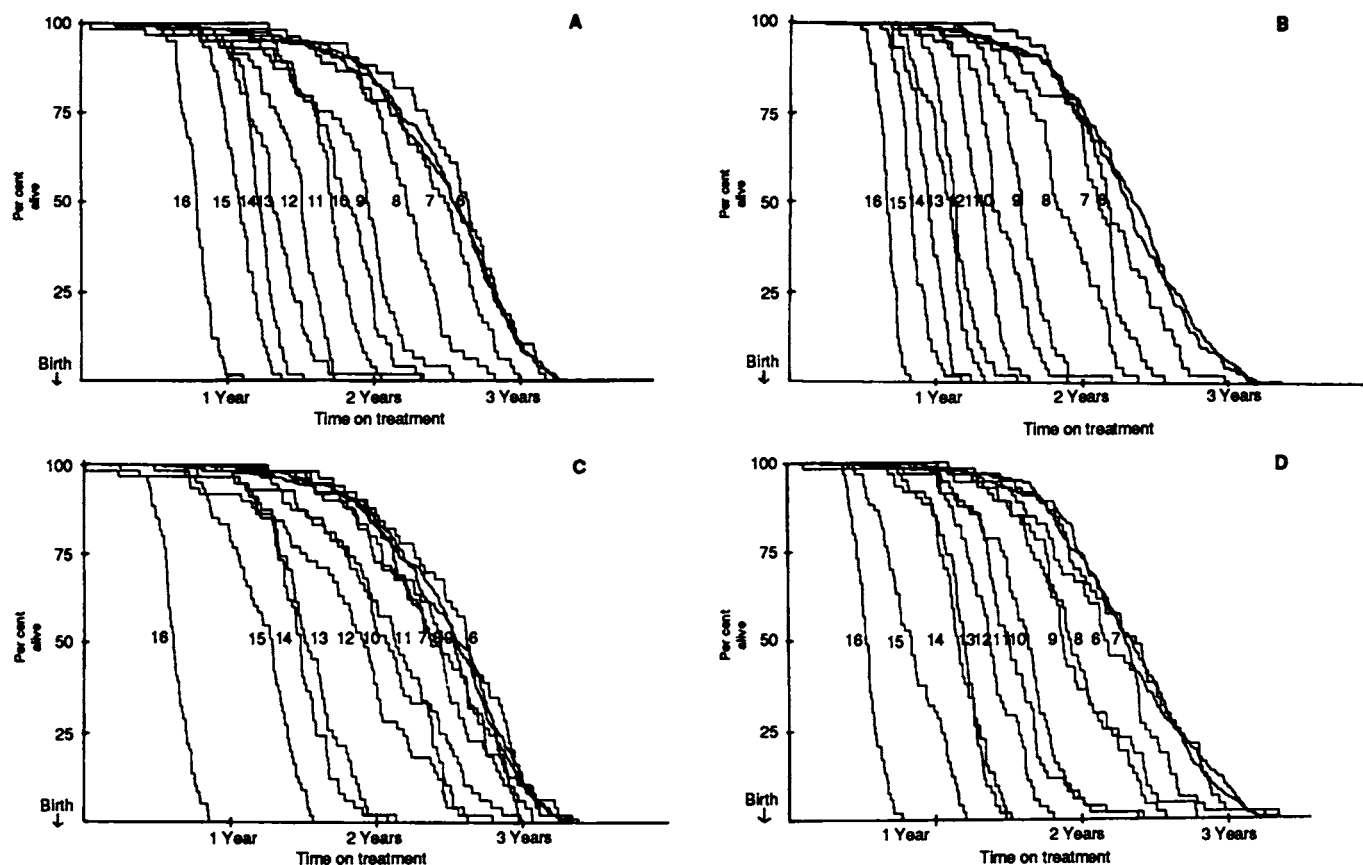 A
100
75
Per cent
alive
50
25
Birth
↓
16 15 14 13 12 11 10 9 8 7 6
1 Year 2 Years 3 Years
Time on treatment
B
100
75
Per cent
alive
50
25
Birth
↓
16 15 14 13 12 11 10 9 8 7 6
1 Year 2 Years 3 Years
Time on treatment
C
100
75
Per cent
alive
50
25
Birth
↓
16 15 14 13 12 10 11 7 8 9 6
1 Year 2 Years 3 Years
Time on treatment
D
100
75
Per cent
alive
50
25
Birth
↓
16 15 14 13 12 11 10 9 8 6 7
1 Year 2 Years 3 Years
Time on treatment